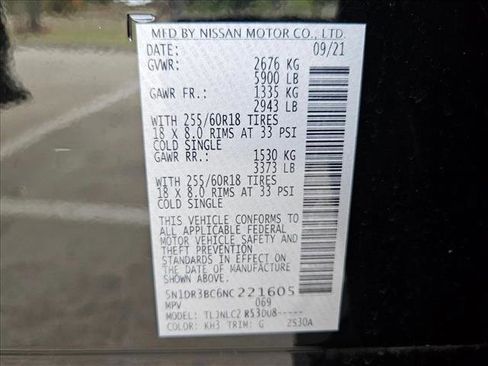 MFD BY NISSAN MOTOR CO., LTD.
DATE: 09/21
GVWR: 2676 KG
5900 LB
GAWR FR.: 1335 KG
2943 LB
WITH 255/60R18 TIRES
18 X 8.0 RIMS AT 33 PSI
COLD SINGLE
GAWR RR.: 1530 KG
3373 LB
WITH 255/60R18 TIRES
18 X 8.0 RIMS AT 33 PSI
COLD SINGLE
THIS VEHICLE CONFORMS TO
ALL APPLICABLE FEDERAL
MOTOR VEHICLE SAFETY AND
THEFT PREVENTION
STANDARDS IN EFFECT ON
THE DATE OF MANUFACTURE
SHOWN ABOVE.
5N1DR3BC6NC221605
MPV 069
MODEL: TLJNLC2 R53DU8-----
COLOR: KH3 TRIM: G 2530A